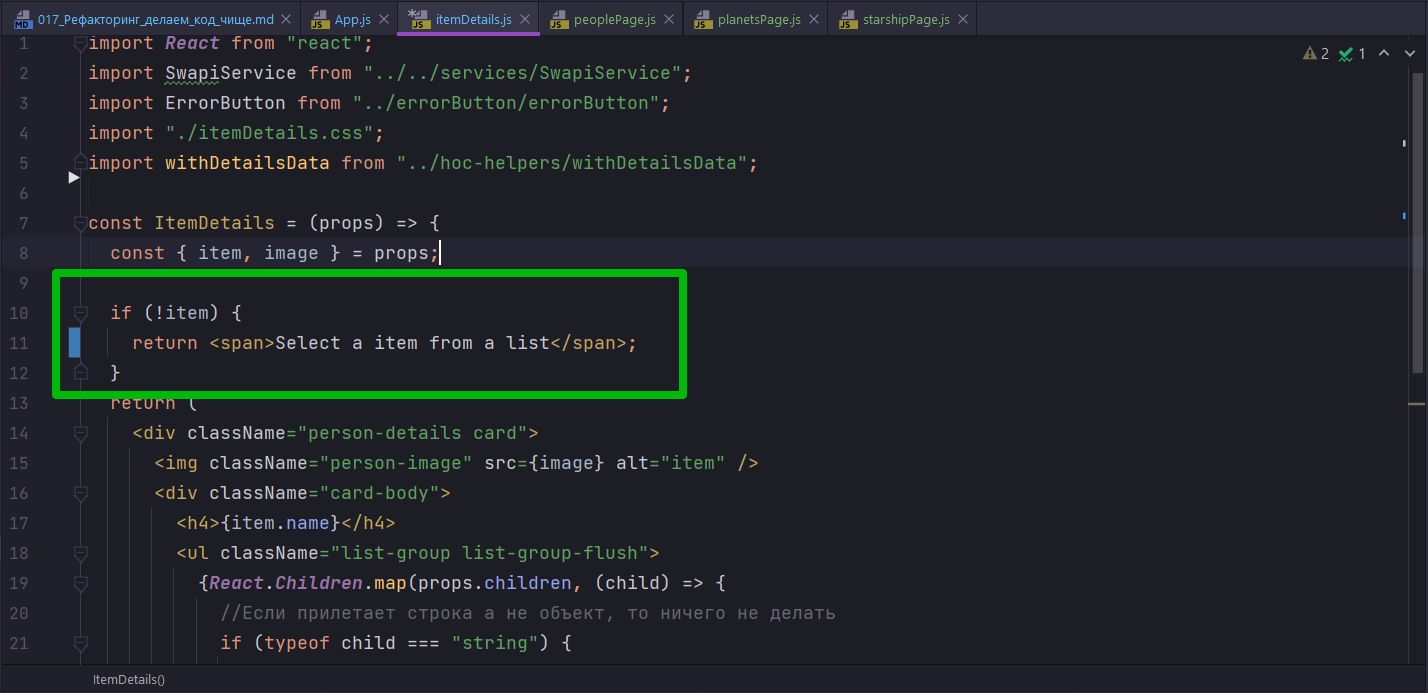 017_Рефакторинг_делаем_код_чище.md App.js itemDetails.js peoplePage.js planetsPage.js starshipPage.js
1 import React from "react";
2 import SwapiService from "../../services/SwapiService";
3 import ErrorButton from "../errorButton/errorButton";
4 import "./itemDetails.css";
5 import withDetailsData from "../hoc-helpers/withDetailsData";
6
7 const ItemDetails = (props) => {
8 const { item, image } = props;
9
10 if (!item) {
11 return <span>Select a item from a list</span>;
12 }
13 return (
14 <div className="person-details card">
15 <img className="person-image" src={image} alt="item" />
16 <div className="card-body">
17 <h4>{item.name}</h4>
18 <ul className="list-group list-group-flush">
19 {React.Children.map(props.children, (child) => {
20 //Если прилетает строка а не объект, то ничего не делать
21 if (typeof child === "string") {
2 1
ItemDetails()